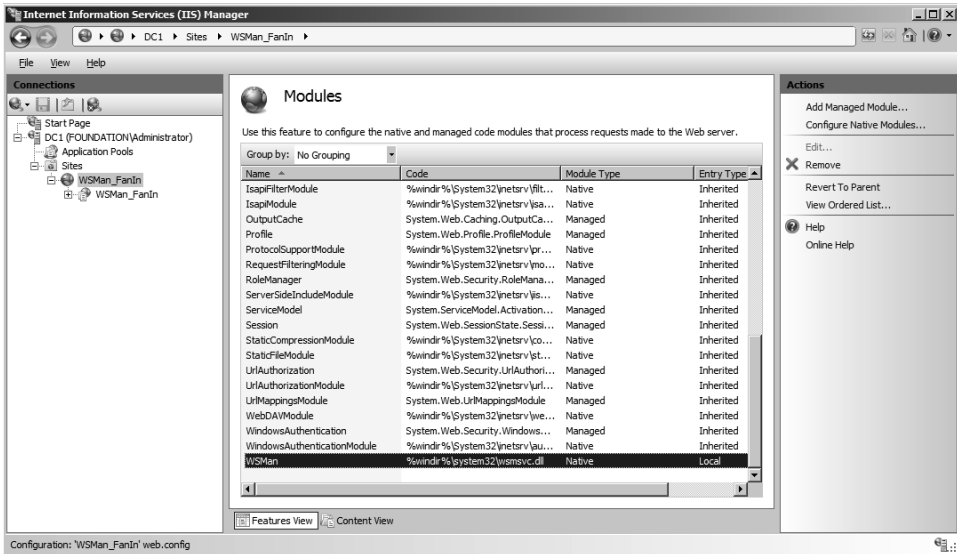 Internet Information Services (IIS) Manager
DC1 Sites WSMan_FanIn
File View Help
Connections
Start Page
DC1 (FOUNDATION\Administrator)
Application Pools
Sites
WSMan_FanIn
WSMan_FanIn
Modules
Use this feature to configure the native and managed code modules that process requests made to the Web server.
Group by: No Grouping
Name Code Module Type Entry Type
IsapiFilterModule %windir%\System32\inetsrv\filt... Native Inherited
IsapiModule %windir%\System32\inetsrv\isa... Native Inherited
OutputCache System.Web.Caching.OutputCa... Managed Inherited
Profile System.Web.Profile.ProfileModule Managed Inherited
ProtocolSupportModule %windir%\System32\inetsrv\pr... Native Inherited
RequestFilteringModule %windir%\System32\inetsrv\mo... Native Inherited
RoleManager System.Web.Security.RoleMana... Managed Inherited
ServerSideIncludeModule %windir%\System32\inetsrv\iis... Native Inherited
ServiceModel System.ServiceModel.Activation... Managed Inherited
Session System.Web.SessionState.Sessi... Managed Inherited
StaticCompressionModule %windir%\System32\inetsrv\co... Native Inherited
StaticFileModule %windir%\System32\inetsrv\st... Native Inherited
UrlAuthorization System.Web.Security.UrlAuthori... Managed Inherited
UrlAuthorizationModule %windir%\System32\inetsrv\url... Native Inherited
UrlMappingsModule System.Web.UrlMappingsModule Managed Inherited
WebDAVModule %windir%\System32\inetsrv\we... Native Inherited
WindowsAuthentication System.Web.Security.Windows... Managed Inherited
WindowsAuthenticationModule %windir%\System32\inetsrv\au... Native Inherited
WSMan %windir%\system32\wsmsvc.dll Native Local
Features View Content View
Actions
Add Managed Module...
Configure Native Modules...
Edit...
Remove
Revert To Parent
View Ordered List...
Help
Online Help
Configuration: 'WSMan_FanIn' web.config